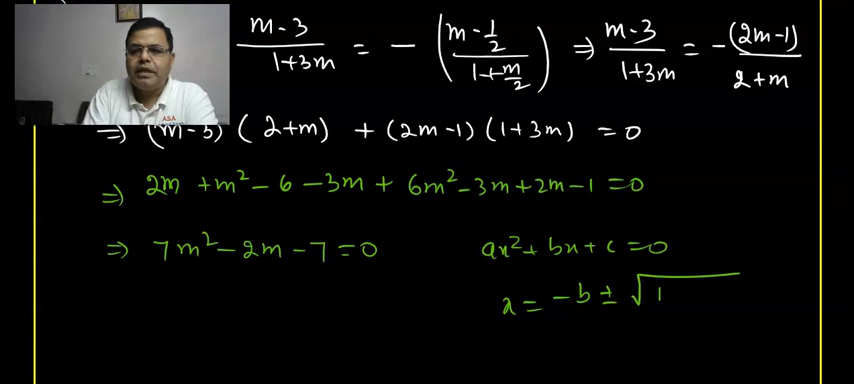 m-3/1+3m = -(m-1/2 / 1+m/2) ⇒ m-3/1+3m = -(2m-1)/2+m
ASA
⇒ (m-3)(2+m) + (2m-1)(1+3m) = 0
⇒ 2m + m² - 6 - 3m + 6m² - 3m + 2m - 1 = 0
⇒ 7m² - 2m - 7 = 0
ax² + bx + c = 0
x = -b ± √